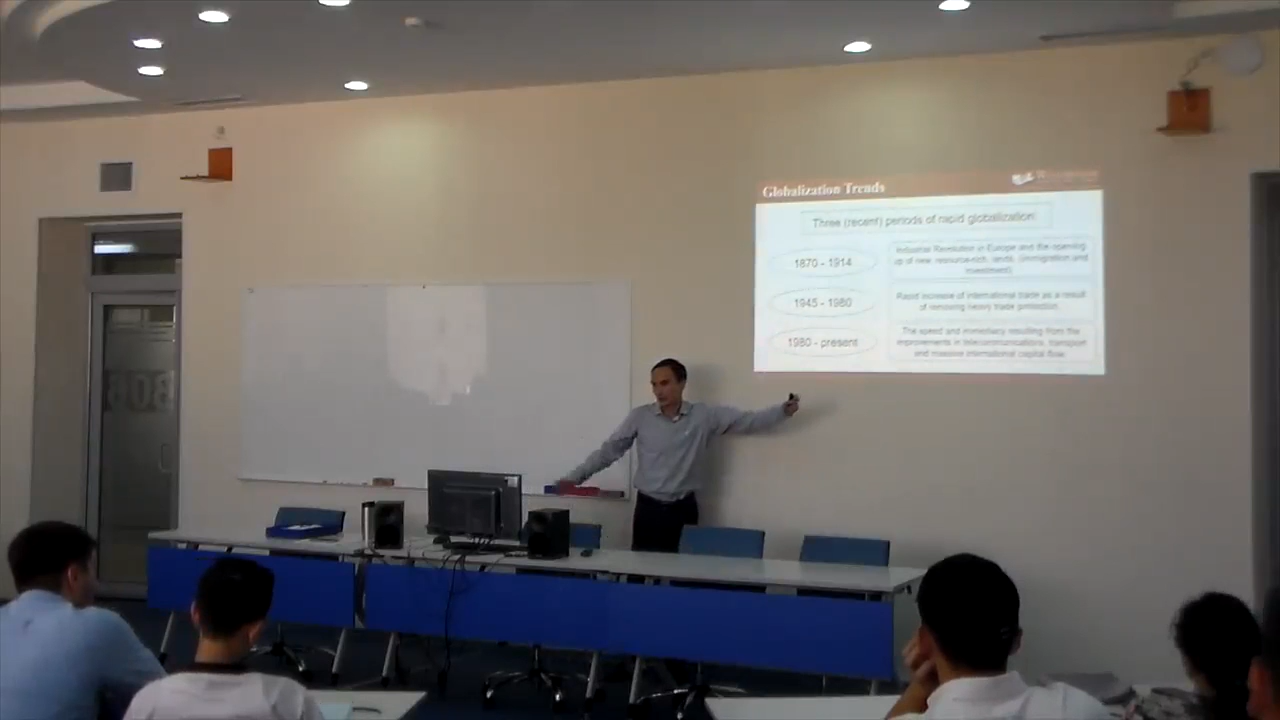 Globalization Trends
Three (recent) periods of rapid globalization:
1870 - 1914
Industrial Revolution in Europe and the opening
up of new resource-rich lands. (immigration and
investment)
1945 - 1980
Rapid increase of international trade as a result
of removing heavy trade protection.
1980 - present
The speed and immediacy resulting from the
improvements in telecommunications, transport
and massive international capital flow.